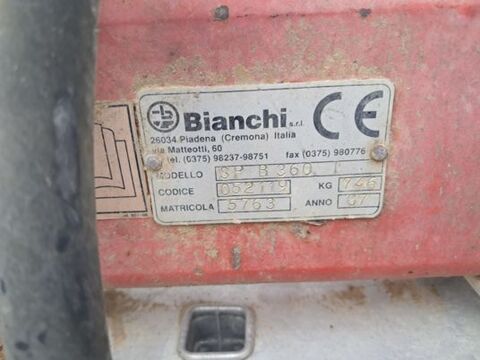 Bianchi s.r.l. CE
26034 Piadena (Cremona) Italia
via Matteotti, 60
tel. (0375) 98237-98751 fax (0375) 980776
MODELLO SP B 360
CODICE 052179 KG 746
MATRICOLA 5763 ANNO 07